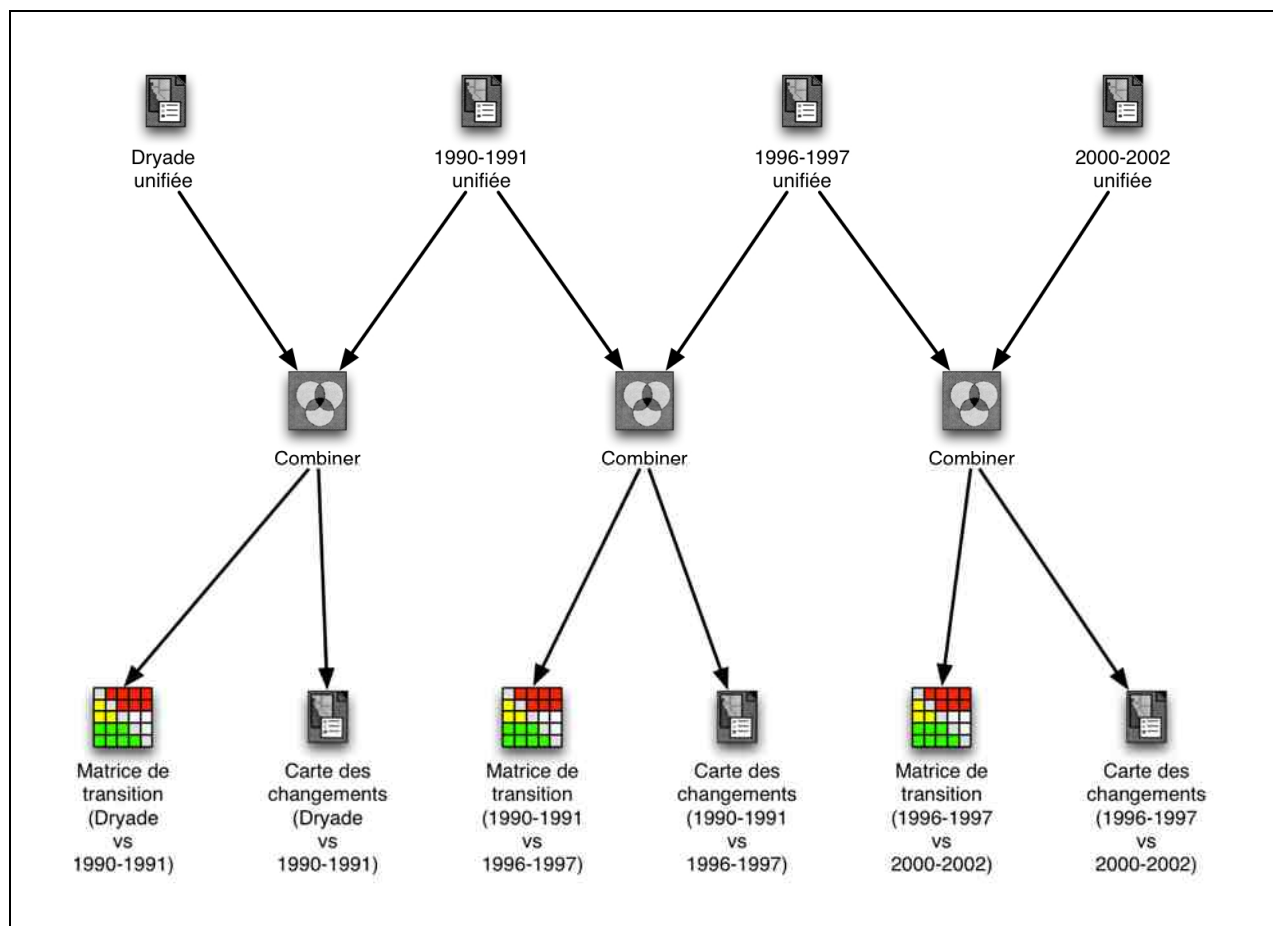 Dryade
unifiée
1990-1991
unifiée
1996-1997
unifiée
2000-2002
unifiée
Combiner
Combiner
Combiner
Matrice de
transition
(Dryade
vs
1990-1991)
Carte des
changements
(Dryade
vs
1990-1991)
Matrice de
transition
(1990-1991
vs
1996-1997)
Carte des
changements
(1990-1991
vs
1996-1997)
Matrice de
transition
(1996-1997
vs
2000-2002)
Carte des
changements
(1996-1997
vs
2000-2002)